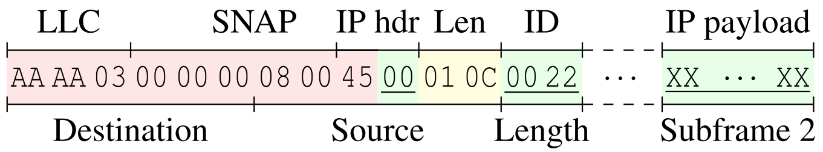 LLC SNAP IP hdr Len ID IP payload
AA AA 03 00 00 00 08 00 45 00 01 0C 00 22 ··· XX ··· XX
Destination Source Length Subframe 2